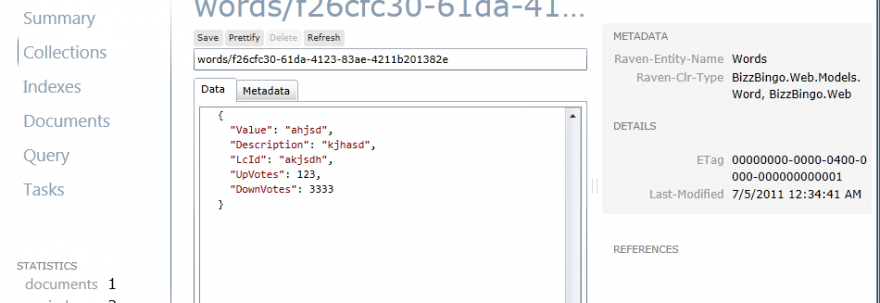 words/f26cfc30-61da-41...
Summary
Collections
Indexes
Documents
Query
Tasks
STATISTICS
documents 1
Save Prettify Delete Refresh
words/f26cfc30-61da-4123-83ae-4211b201382e
Data Metadata
{
"Value": "ahjsd",
"Description": "kjhasd",
"LcId": "akjsdh",
"UpVotes": 123,
"DownVotes": 3333
}
METADATA
Raven-Entity-Name Words
Raven-Clr-Type BizzBingo.Web.Models.
Word, BizzBingo.Web
DETAILS
ETag 00000000-0000-0400-0
000-000000000001
Last-Modified 7/5/2011 12:34:41 AM
REFERENCES